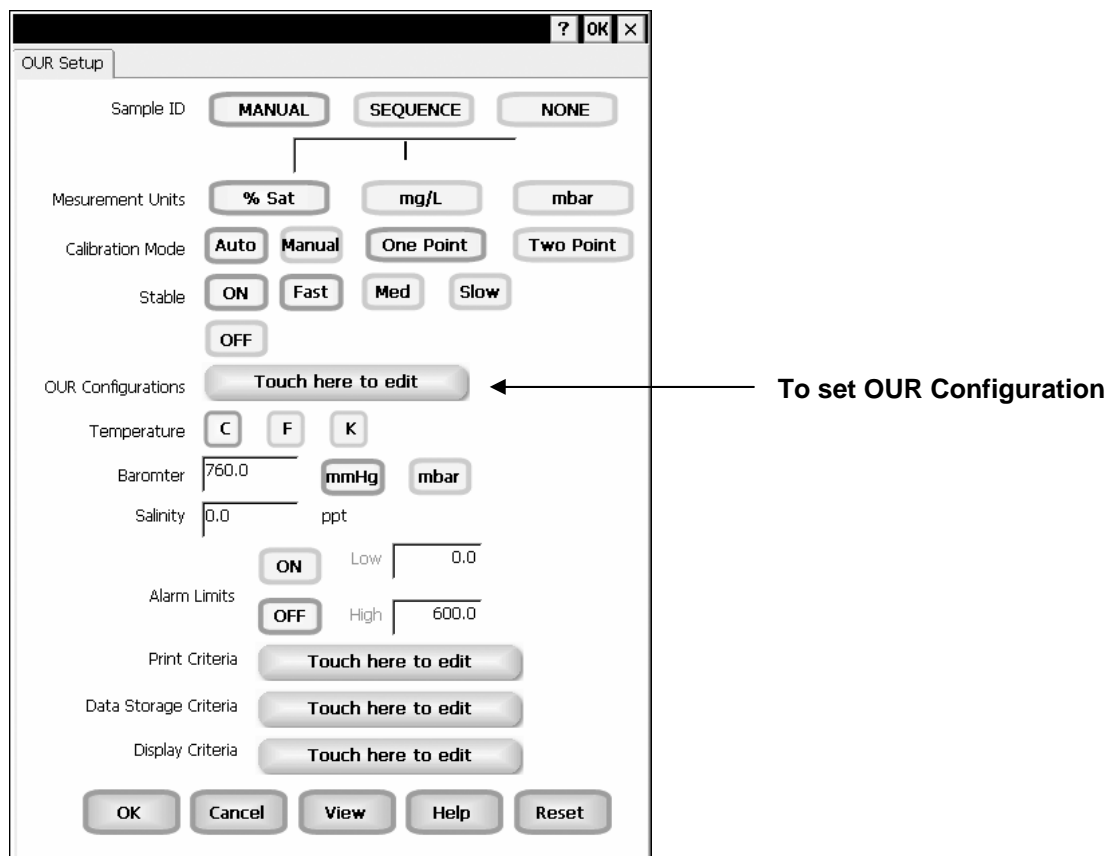 ? OK ×
OUR Setup
Sample ID MANUAL SEQUENCE NONE
I
Mesurement Units % Sat mg/L mbar
Calibration Mode Auto Manual One Point Two Point
Stable ON Fast Med Slow
OFF
OUR Configurations Touch here to edit To set OUR Configuration
Temperature C F K
Baromter 760.0 mmHg mbar
Salinity 0.0 ppt
ON Low 0.0
Alarm Limits
OFF High 600.0
Print Criteria Touch here to edit
Data Storage Criteria Touch here to edit
Display Criteria Touch here to edit
OK Cancel View Help Reset